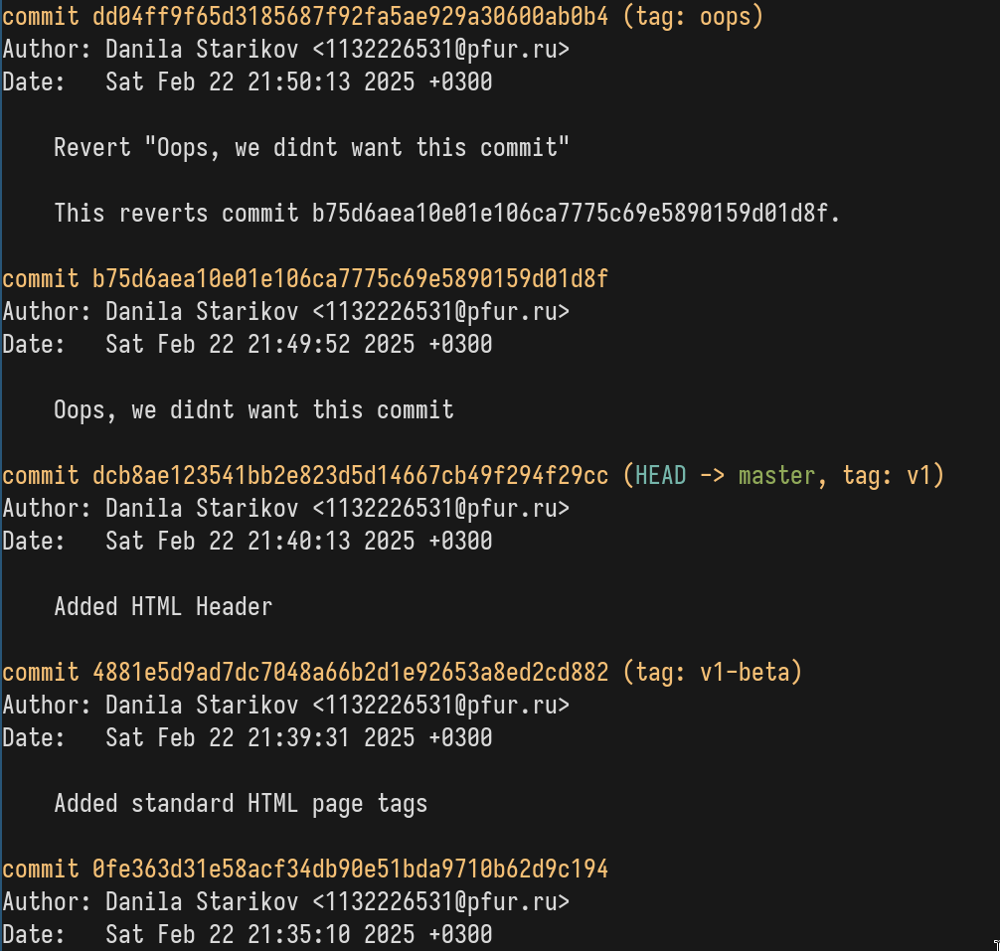 commit dd04ff9f65d3185687f92fa5ae929a30600ab0b4 (tag: oops)
Author: Danila Starikov <1132226531@pfur.ru>
Date:   Sat Feb 22 21:50:13 2025 +0300
    Revert "Oops, we didnt want this commit"
    This reverts commit b75d6aea10e01e106ca7775c69e5890159d01d8f.
commit b75d6aea10e01e106ca7775c69e5890159d01d8f
Author: Danila Starikov <1132226531@pfur.ru>
Date:   Sat Feb 22 21:49:52 2025 +0300
    Oops, we didnt want this commit
commit dcb8ae123541bb2e823d5d14667cb49f294f29cc (HEAD -> master, tag: v1)
Author: Danila Starikov <1132226531@pfur.ru>
Date:   Sat Feb 22 21:40:13 2025 +0300
    Added HTML Header
commit 4881e5d9ad7dc7048a66b2d1e92653a8ed2cd882 (tag: v1-beta)
Author: Danila Starikov <1132226531@pfur.ru>
Date:   Sat Feb 22 21:39:31 2025 +0300
    Added standard HTML page tags
commit 0fe363d31e58acf34db90e51bda9710b62d9c194
Author: Danila Starikov <1132226531@pfur.ru>
Date:   Sat Feb 22 21:35:10 2025 +0300